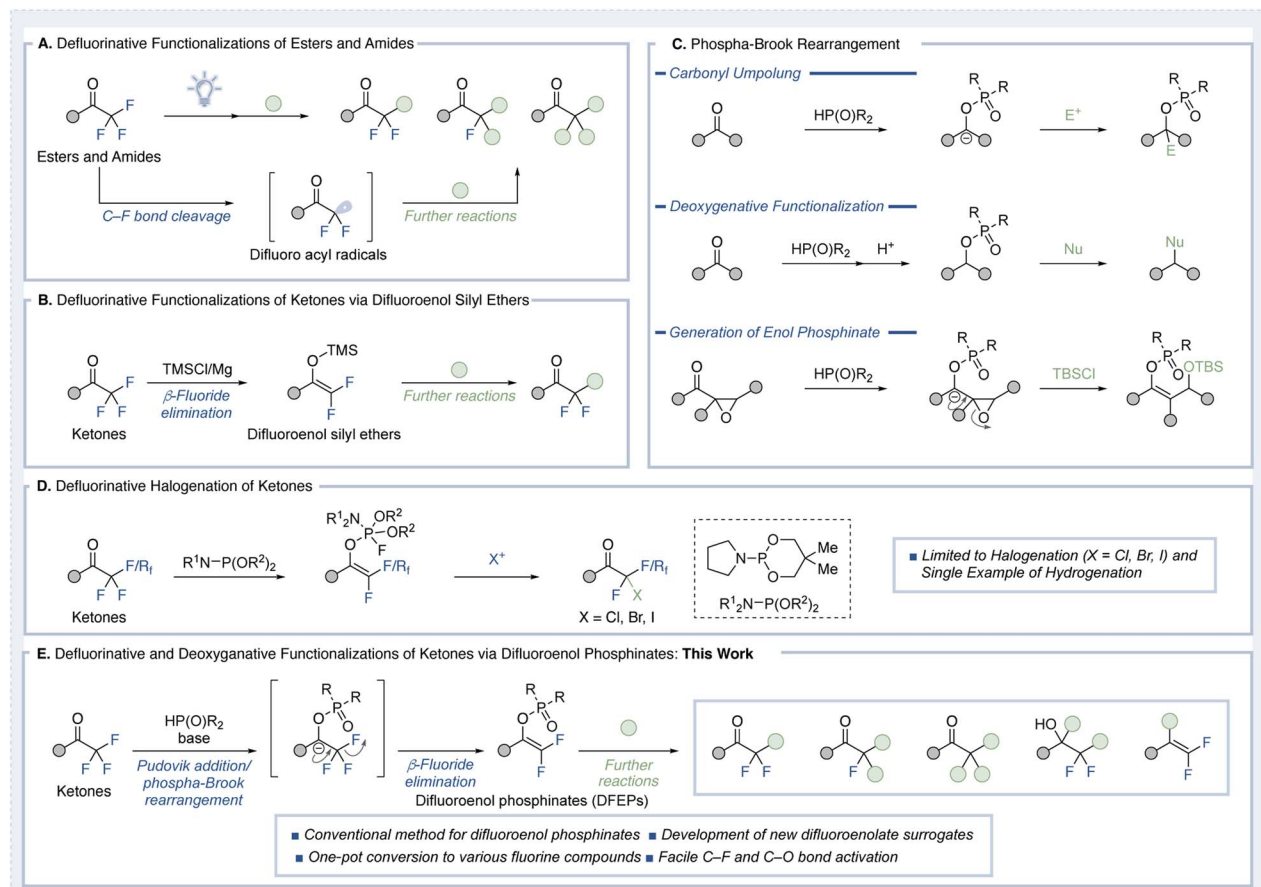 A. Defluorinative Functionalizations of Esters and Amides
O
F
F F
Esters and Amides
O
F F
O
F
O
C–F bond cleavage
O
F F
Difluoro acyl radicals
Further reactions
B. Defluorinative Functionalizations of Ketones via Difluoroenol Silyl Ethers
O
F
F F
Ketones
TMSCl/Mg
β-Fluoride
elimination
O–TMS
F
F
Difluoroenol silyl ethers
Further reactions
O
F F
C. Phospha-Brook Rearrangement
Carbonyl Umpolung
O
HP(O)R2
R
R
O P
O
⊖
E+
R
R
O P
O
E
Deoxygenative Functionalization
O
HP(O)R2 H+
R
R
O P
O
Nu
Nu
Generation of Enol Phosphinate
O
O
HP(O)R2
R
R
O P
O
⊖
O
TBSCl
R
R
O P
O OTBS
D. Defluorinative Halogenation of Ketones
O
F/Rf
F F
Ketones
R1N–P(OR2)2
R12N OR2
P OR2
O F
F/Rf
F
X+
O
F/Rf
F X
X = Cl, Br, I
N–P
O
O
Me
Me
R12N–P(OR2)2
Limited to Halogenation (X = Cl, Br, I) and
Single Example of Hydrogenation
E. Defluorinative and Deoxyganative Functionalizations of Ketones via Difluoroenol Phosphinates: This Work
O
F
F F
Ketones
HP(O)R2
base
Pudovik addition/
phospha-Brook
rearrangement
R
R
O P
O
⊖ F
F F
β-Fluoride
elimination
R
R
O P
O
F
F
Difluoroenol phosphinates (DFEPs)
Further
reactions
O
F F
O
F
O
HO
F F
F
F
Conventional method for difluoroenol phosphinates
Development of new difluoroenolate surrogates
One-pot conversion to various fluorine compounds
Facile C–F and C–O bond activation